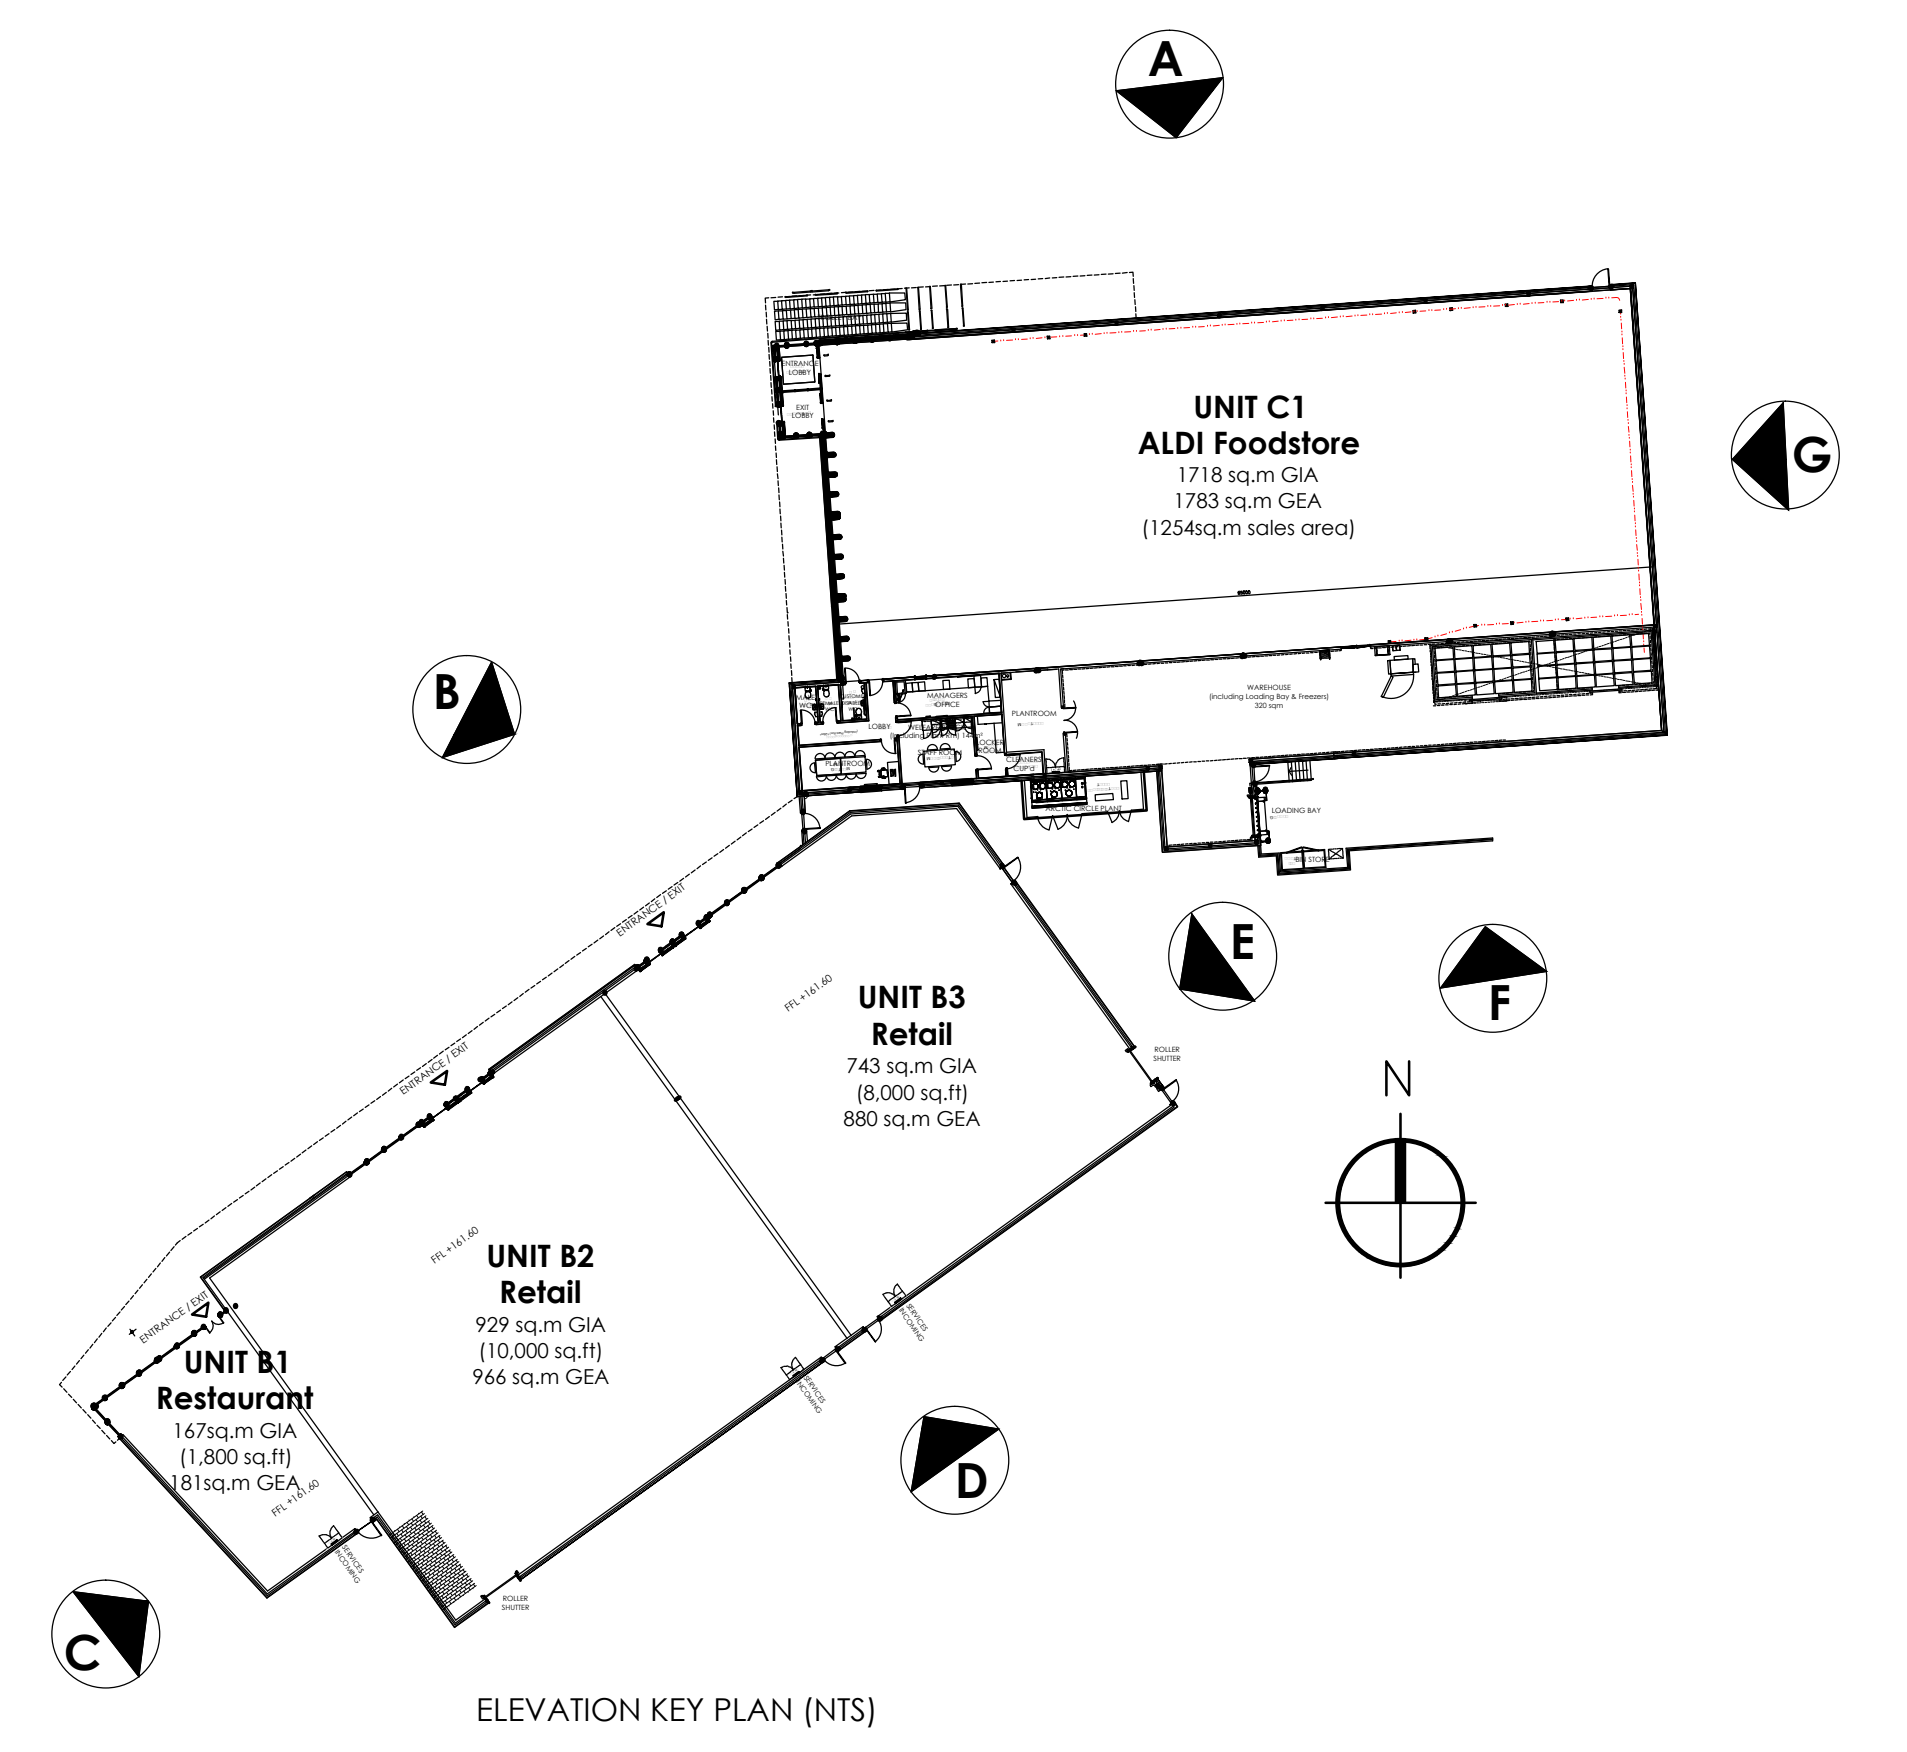 A
UNIT C1
ALDI Foodstore
1718 sq.m GIA
1783 sq.m GEA
(1254sq.m sales area)
ENTRANCE
LOBBY
EXIT
LOBBY
G
B
WAREHOUSE
(including Loading Bay & Freezers)
320 sqm
MANAGERS
OFFICE
PLANTROOM
LOBBY
STAFF ROOM
LOCKER
ROOM
CLEANERS
CUP'd
PLANTROOM
ARCTIC CIRCLE PLANT
LOADING BAY
BIN STORE
ENTRANCE / EXIT
E
F
FFL +161.60
UNIT B3
Retail
743 sq.m GIA
(8,000 sq.ft)
880 sq.m GEA
ROLLER
SHUTTER
N
ENTRANCE / EXIT
FFL +161.60
UNIT B2
Retail
929 sq.m GIA
(10,000 sq.ft)
966 sq.m GEA
SERVICES
INCOMING
SERVICES
INCOMING
ENTRANCE / EXIT
UNIT B1
Restaurant
167sq.m GIA
(1,800 sq.ft)
181sq.m GEA
FFL +161.60
D
SERVICES
INCOMING
ROLLER
SHUTTER
C
ELEVATION KEY PLAN (NTS)